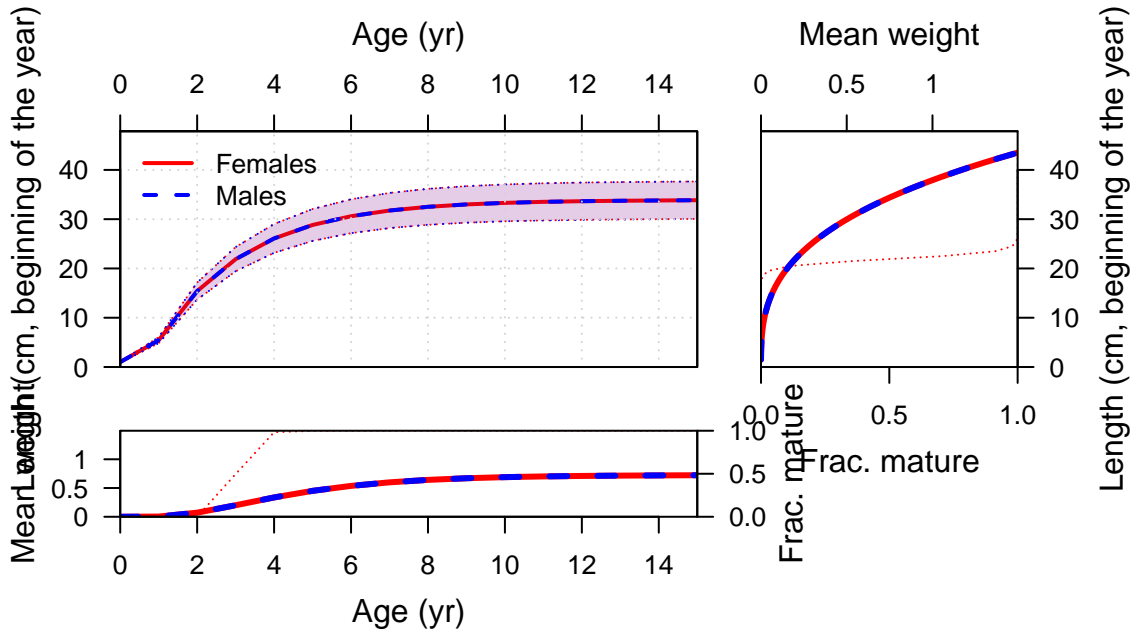 Age (yr)
Mean weight
0 2 4 6 8 10 12 14
0 0.5 1
Length (cm, beginning of the year)
40
30
20
10
0
Females
Males
40
30
20
10
0
Length (cm, beginning of the year)
0.0 0.5 1.0
Frac. mature
Mean weight
1
0.5
0
1.0
0.5
0.0
Frac. mature
0 2 4 6 8 10 12 14
Age (yr)